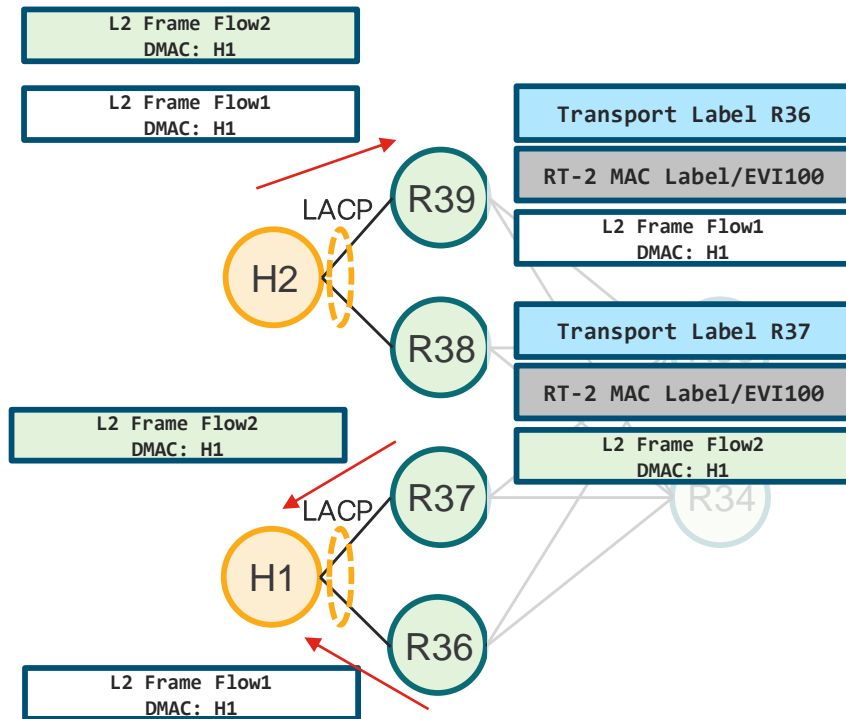 L2 Frame Flow2
DMAC: H1
L2 Frame Flow1
DMAC: H1
Transport Label R36
RT-2 MAC Label/EVI100
L2 Frame Flow1
DMAC: H1
R39
LACP
H2
R38
Transport Label R37
RT-2 MAC Label/EVI100
L2 Frame Flow2
DMAC: H1
L2 Frame Flow2
DMAC: H1
R37
R34
LACP
H1
R36
L2 Frame Flow1
DMAC: H1